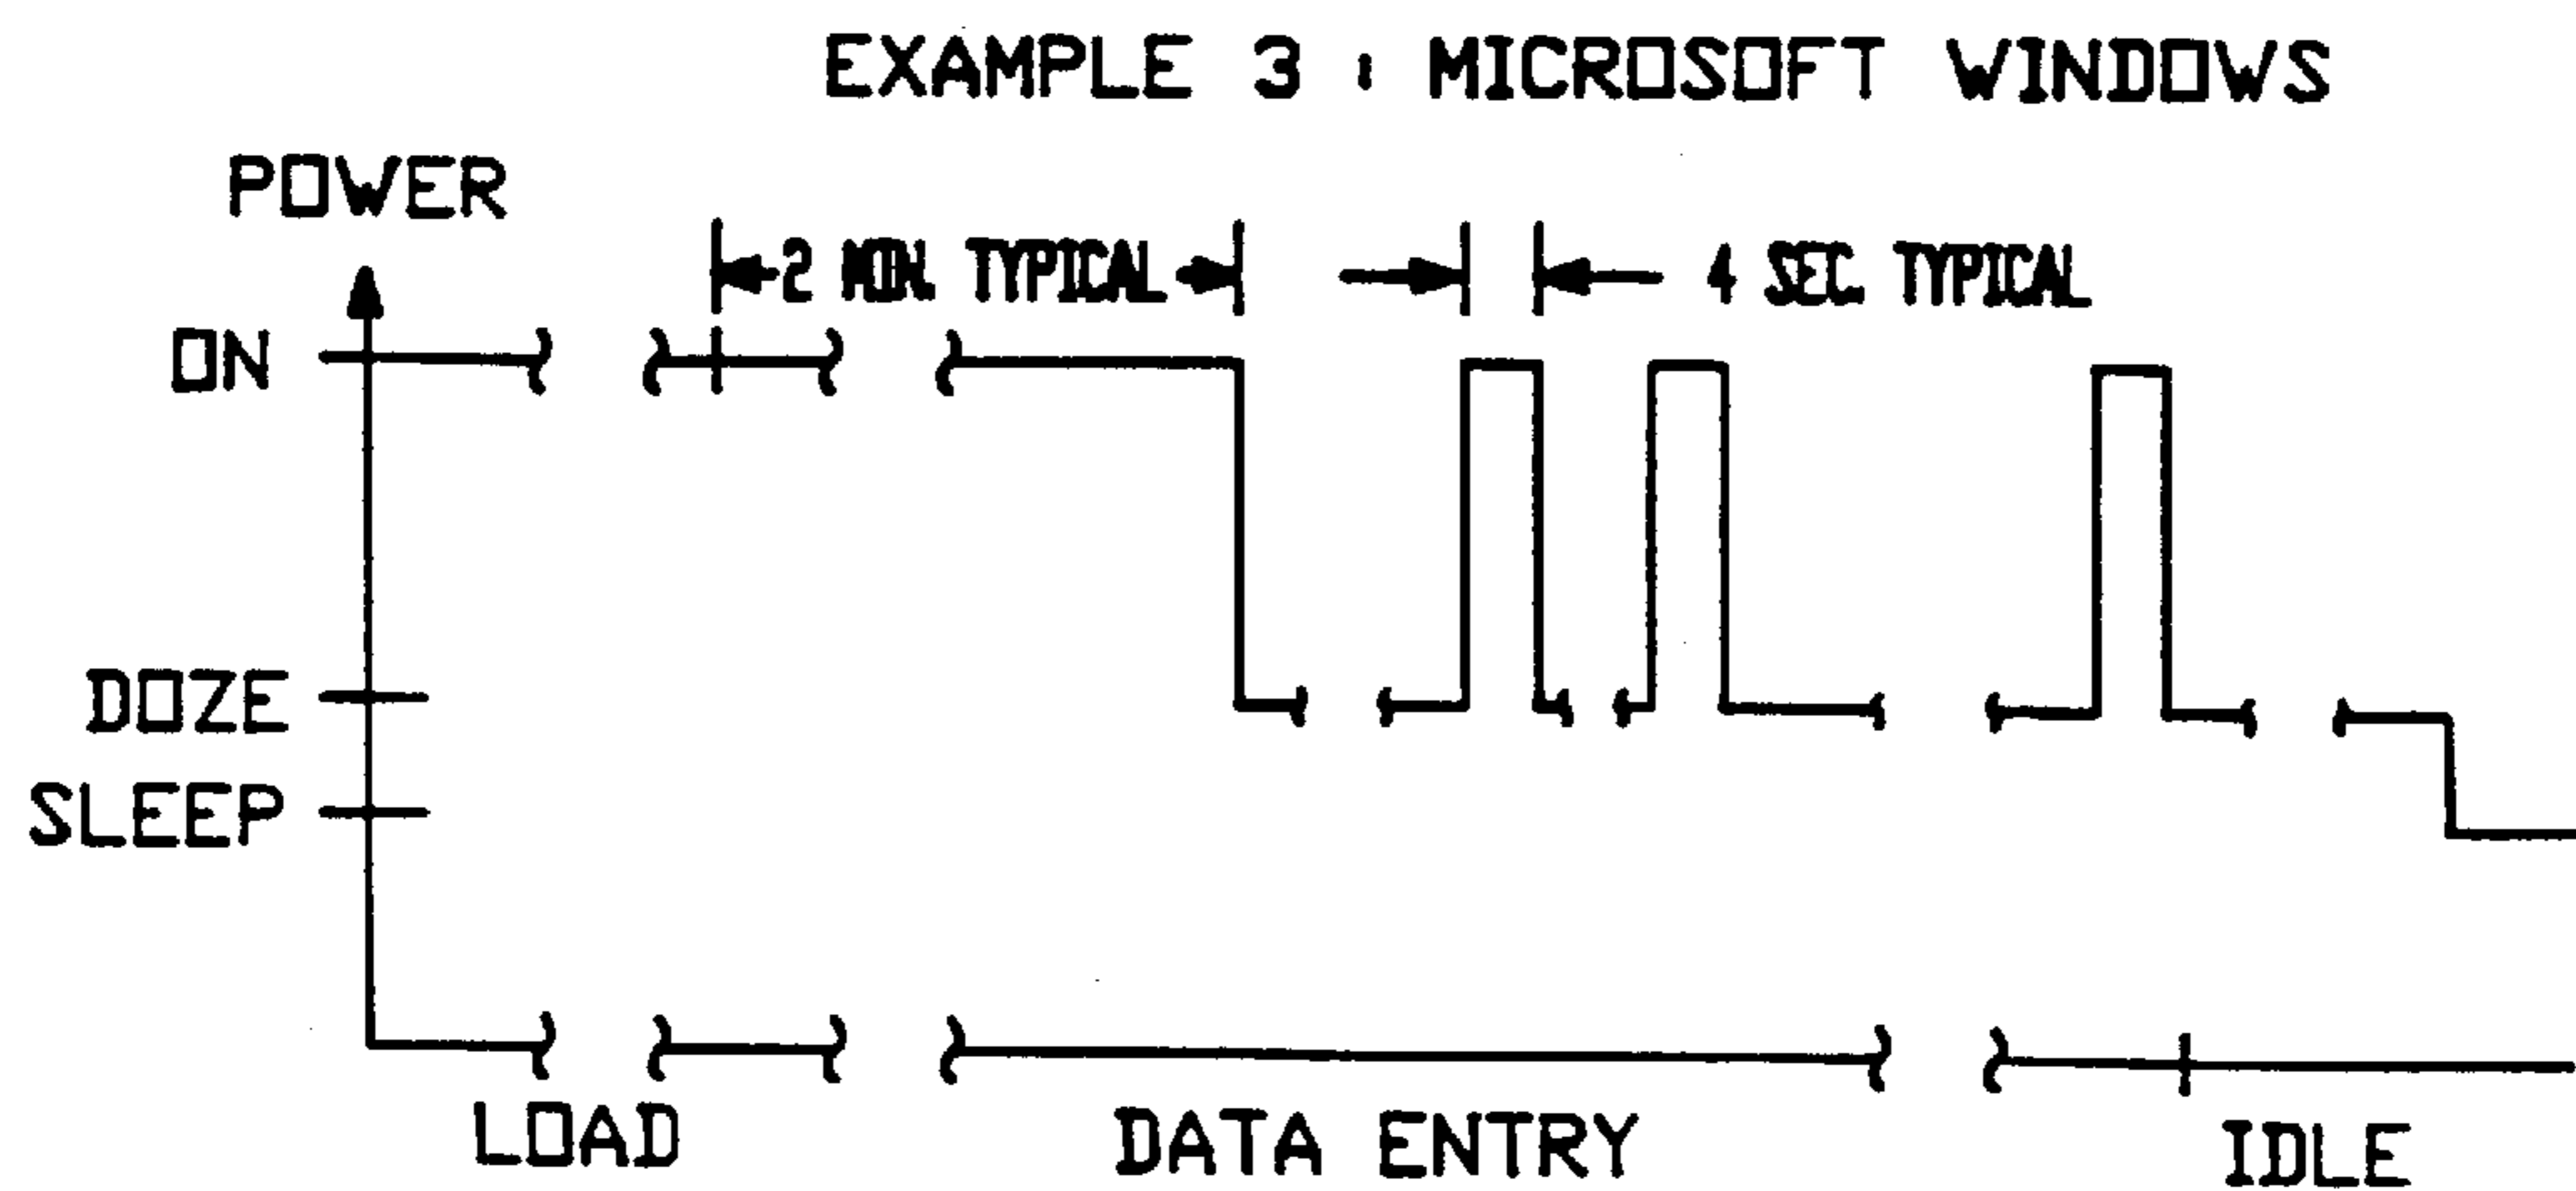 EXAMPLE 3 : MICROSOFT WINDOWS
POWER
2 MIN. TYPICAL
4 SEC. TYPICAL
ON
DOZE
SLEEP
LOAD
DATA ENTRY
IDLE